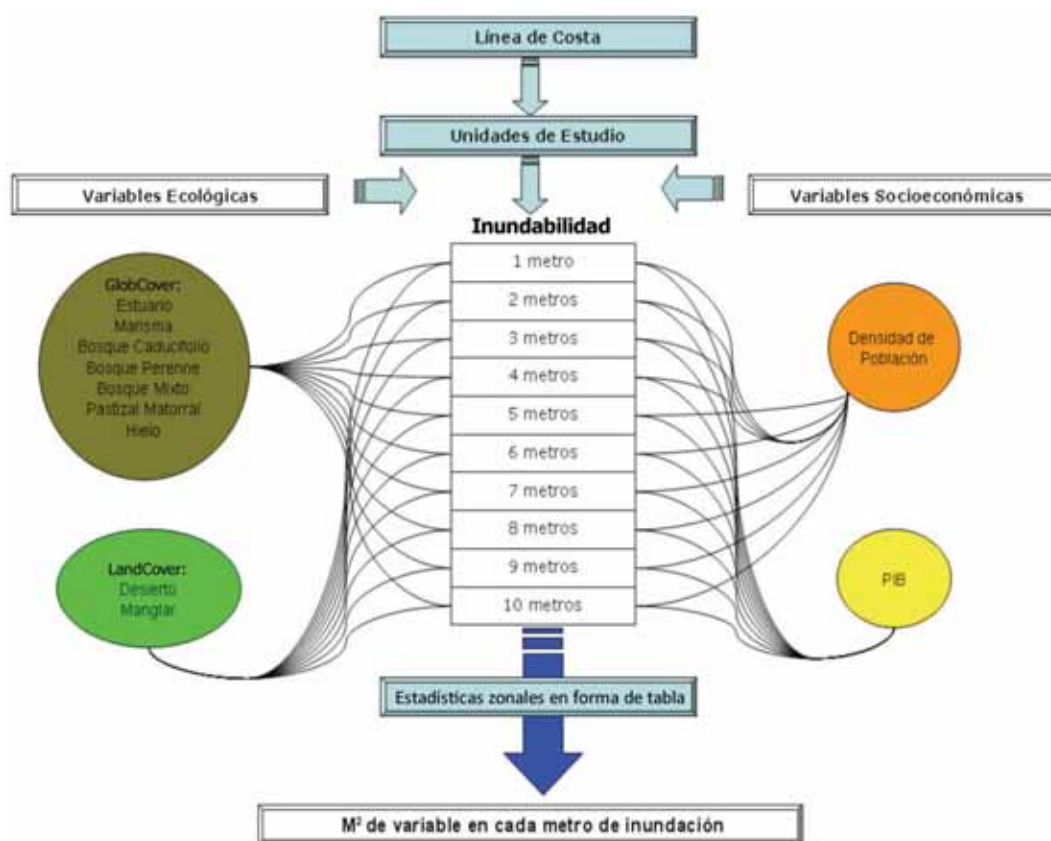 Línea de Costa
Unidades de Estudio
Variables Ecológicas
Variables Socioeconómicas
Inundabilidad
1 metro
2 metros
3 metros
4 metros
5 metros
6 metros
7 metros
8 metros
9 metros
10 metros
GlobCover:
Estuario
Marisma
Bosque Caducifolio
Bosque Perenne
Bosque Mixto
Pastizal Matorral
Hielo
LandCover:
Desierto
Manglar
Densidad de
Población
PIB
Estadísticas zonales en forma de tabla
M² de variable en cada metro de inundación